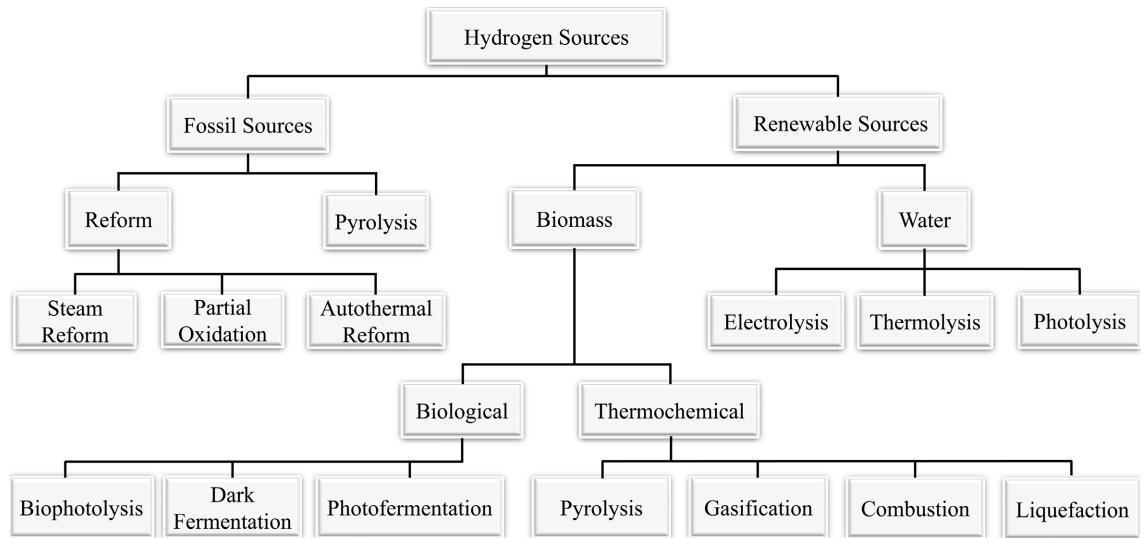 Hydrogen Sources
Fossil Sources
Renewable Sources
Reform
Pyrolysis
Biomass
Water
Steam
Reform
Partial
Oxidation
Autothermal
Reform
Electrolysis
Thermolysis
Photolysis
Biological
Thermochemical
Biophotolysis
Dark
Fermentation
Photofermentation
Pyrolysis
Gasification
Combustion
Liquefaction